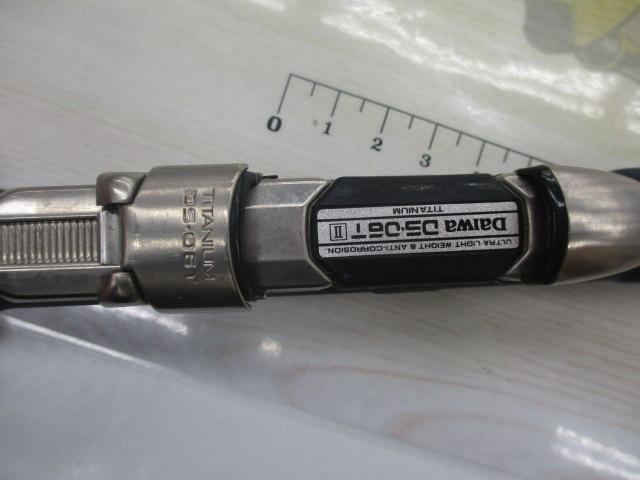 0 1 2 3
TITANIUM
DS·06T
ULTRA LIGHT WEIGHT & ANTI-CORROSION.
Daiwa DS·06T II
TITANIUM